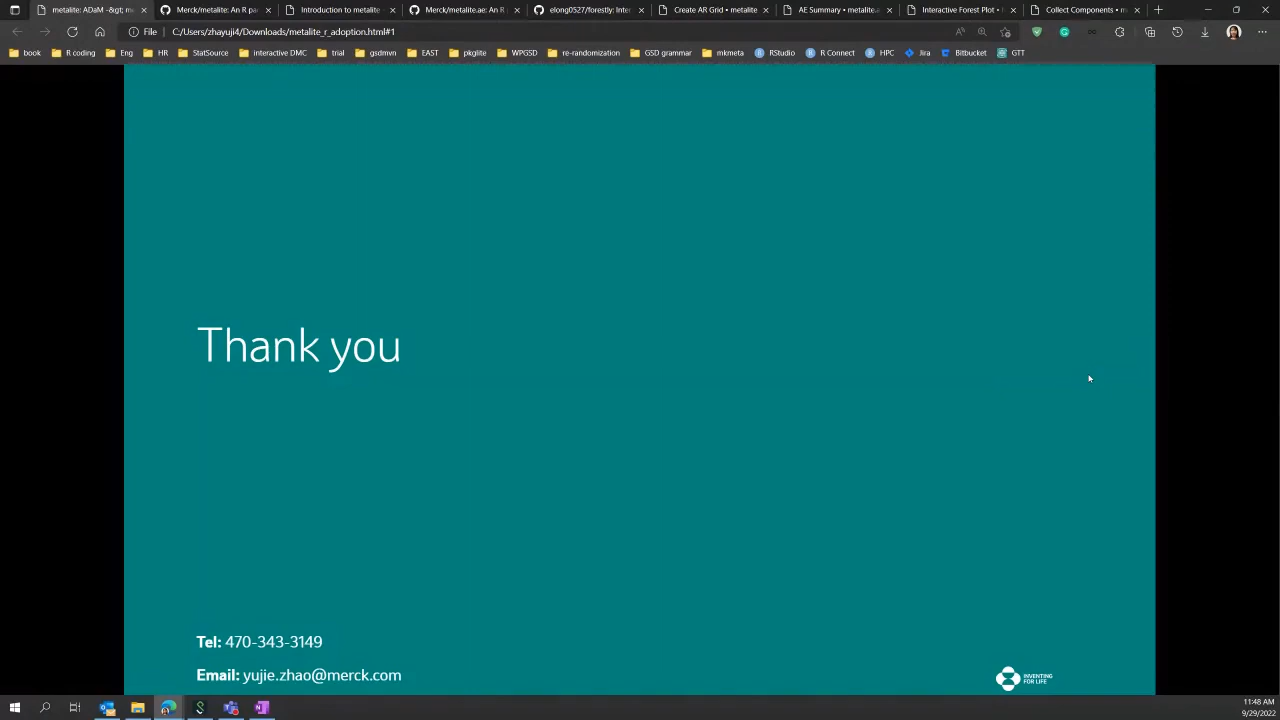 metalite: ADaM -&gt; m
Merck/metalite: An R pac
Introduction to metalite
Merck/metalite.ae: An R
elong0527/forestly: Inter
Create AR Grid • metalite
AE Summary • metalite.
Interactive Forest Plot •
Collect Components • m
File
C:/Users/zhayuji4/Downloads/metalite_r_adoption.html#1
book
R coding
Eng
HR
StatSource
interactive DMC
trial
gsdmvn
EAST
pkglite
WPGSD
re-randomization
GSD grammar
mkmeta
RStudio
R Connect
HPC
Jira
Bitbucket
GTT
Thank you
Tel: 470-343-3149
Email: yujie.zhao@merck.com
INVENTING
FOR LIFE
11:48 AM
9/29/2022